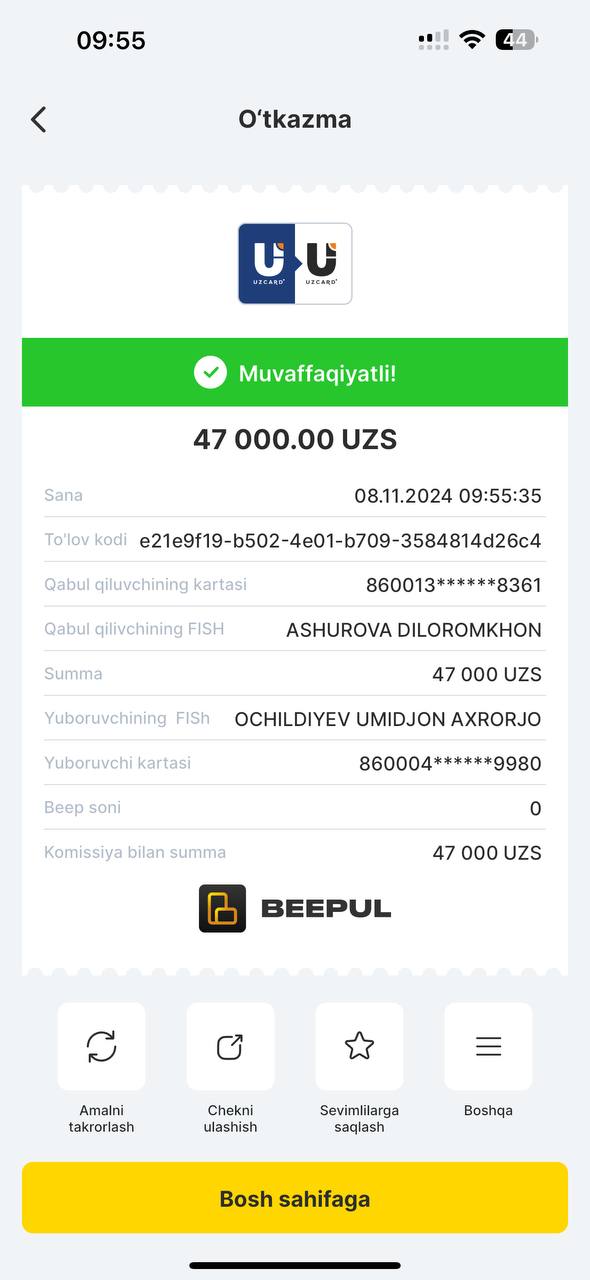 09:55
44
O‘tkazma
UZCARD
UZCARD
Muvaffaqiyatli!
47 000.00 UZS
Sana 08.11.2024 09:55:35
To'lov kodi e21e9f19-b502-4e01-b709-3584814d26c4
Qabul qiluvchining kartasi 860013******8361
Qabul qilivchining FISH ASHUROVA DILOROMKHON
Summa 47 000 UZS
Yuboruvchining FISh OCHILDIYEV UMIDJON AXRORJO
Yuboruvchi kartasi 860004******9980
Beep soni 0
Komissiya bilan summa 47 000 UZS
BEEPUL
Amalni takrorlash
Chekni ulashish
Sevimlilarga saqlash
Boshqa
Bosh sahifaga